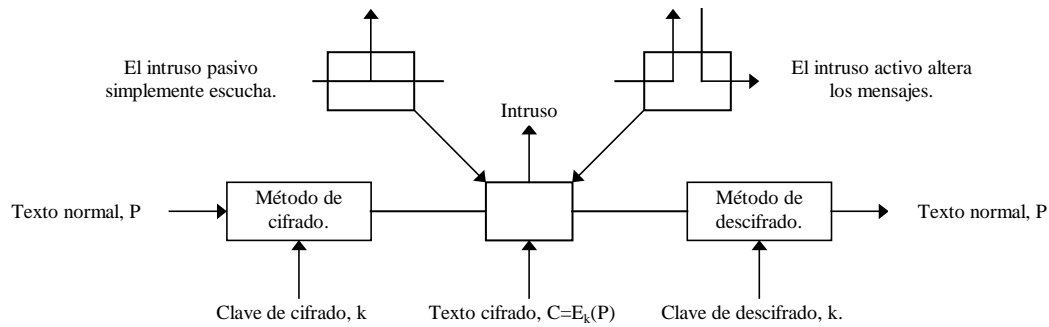 El intruso pasivo
simplemente escucha.
El intruso activo altera
los mensajes.
Intruso
Texto normal, P
Método de
cifrado.
Método de
descifrado.
Texto normal, P
Clave de cifrado, k
Texto cifrado, C=Ek(P)
Clave de descifrado, k.